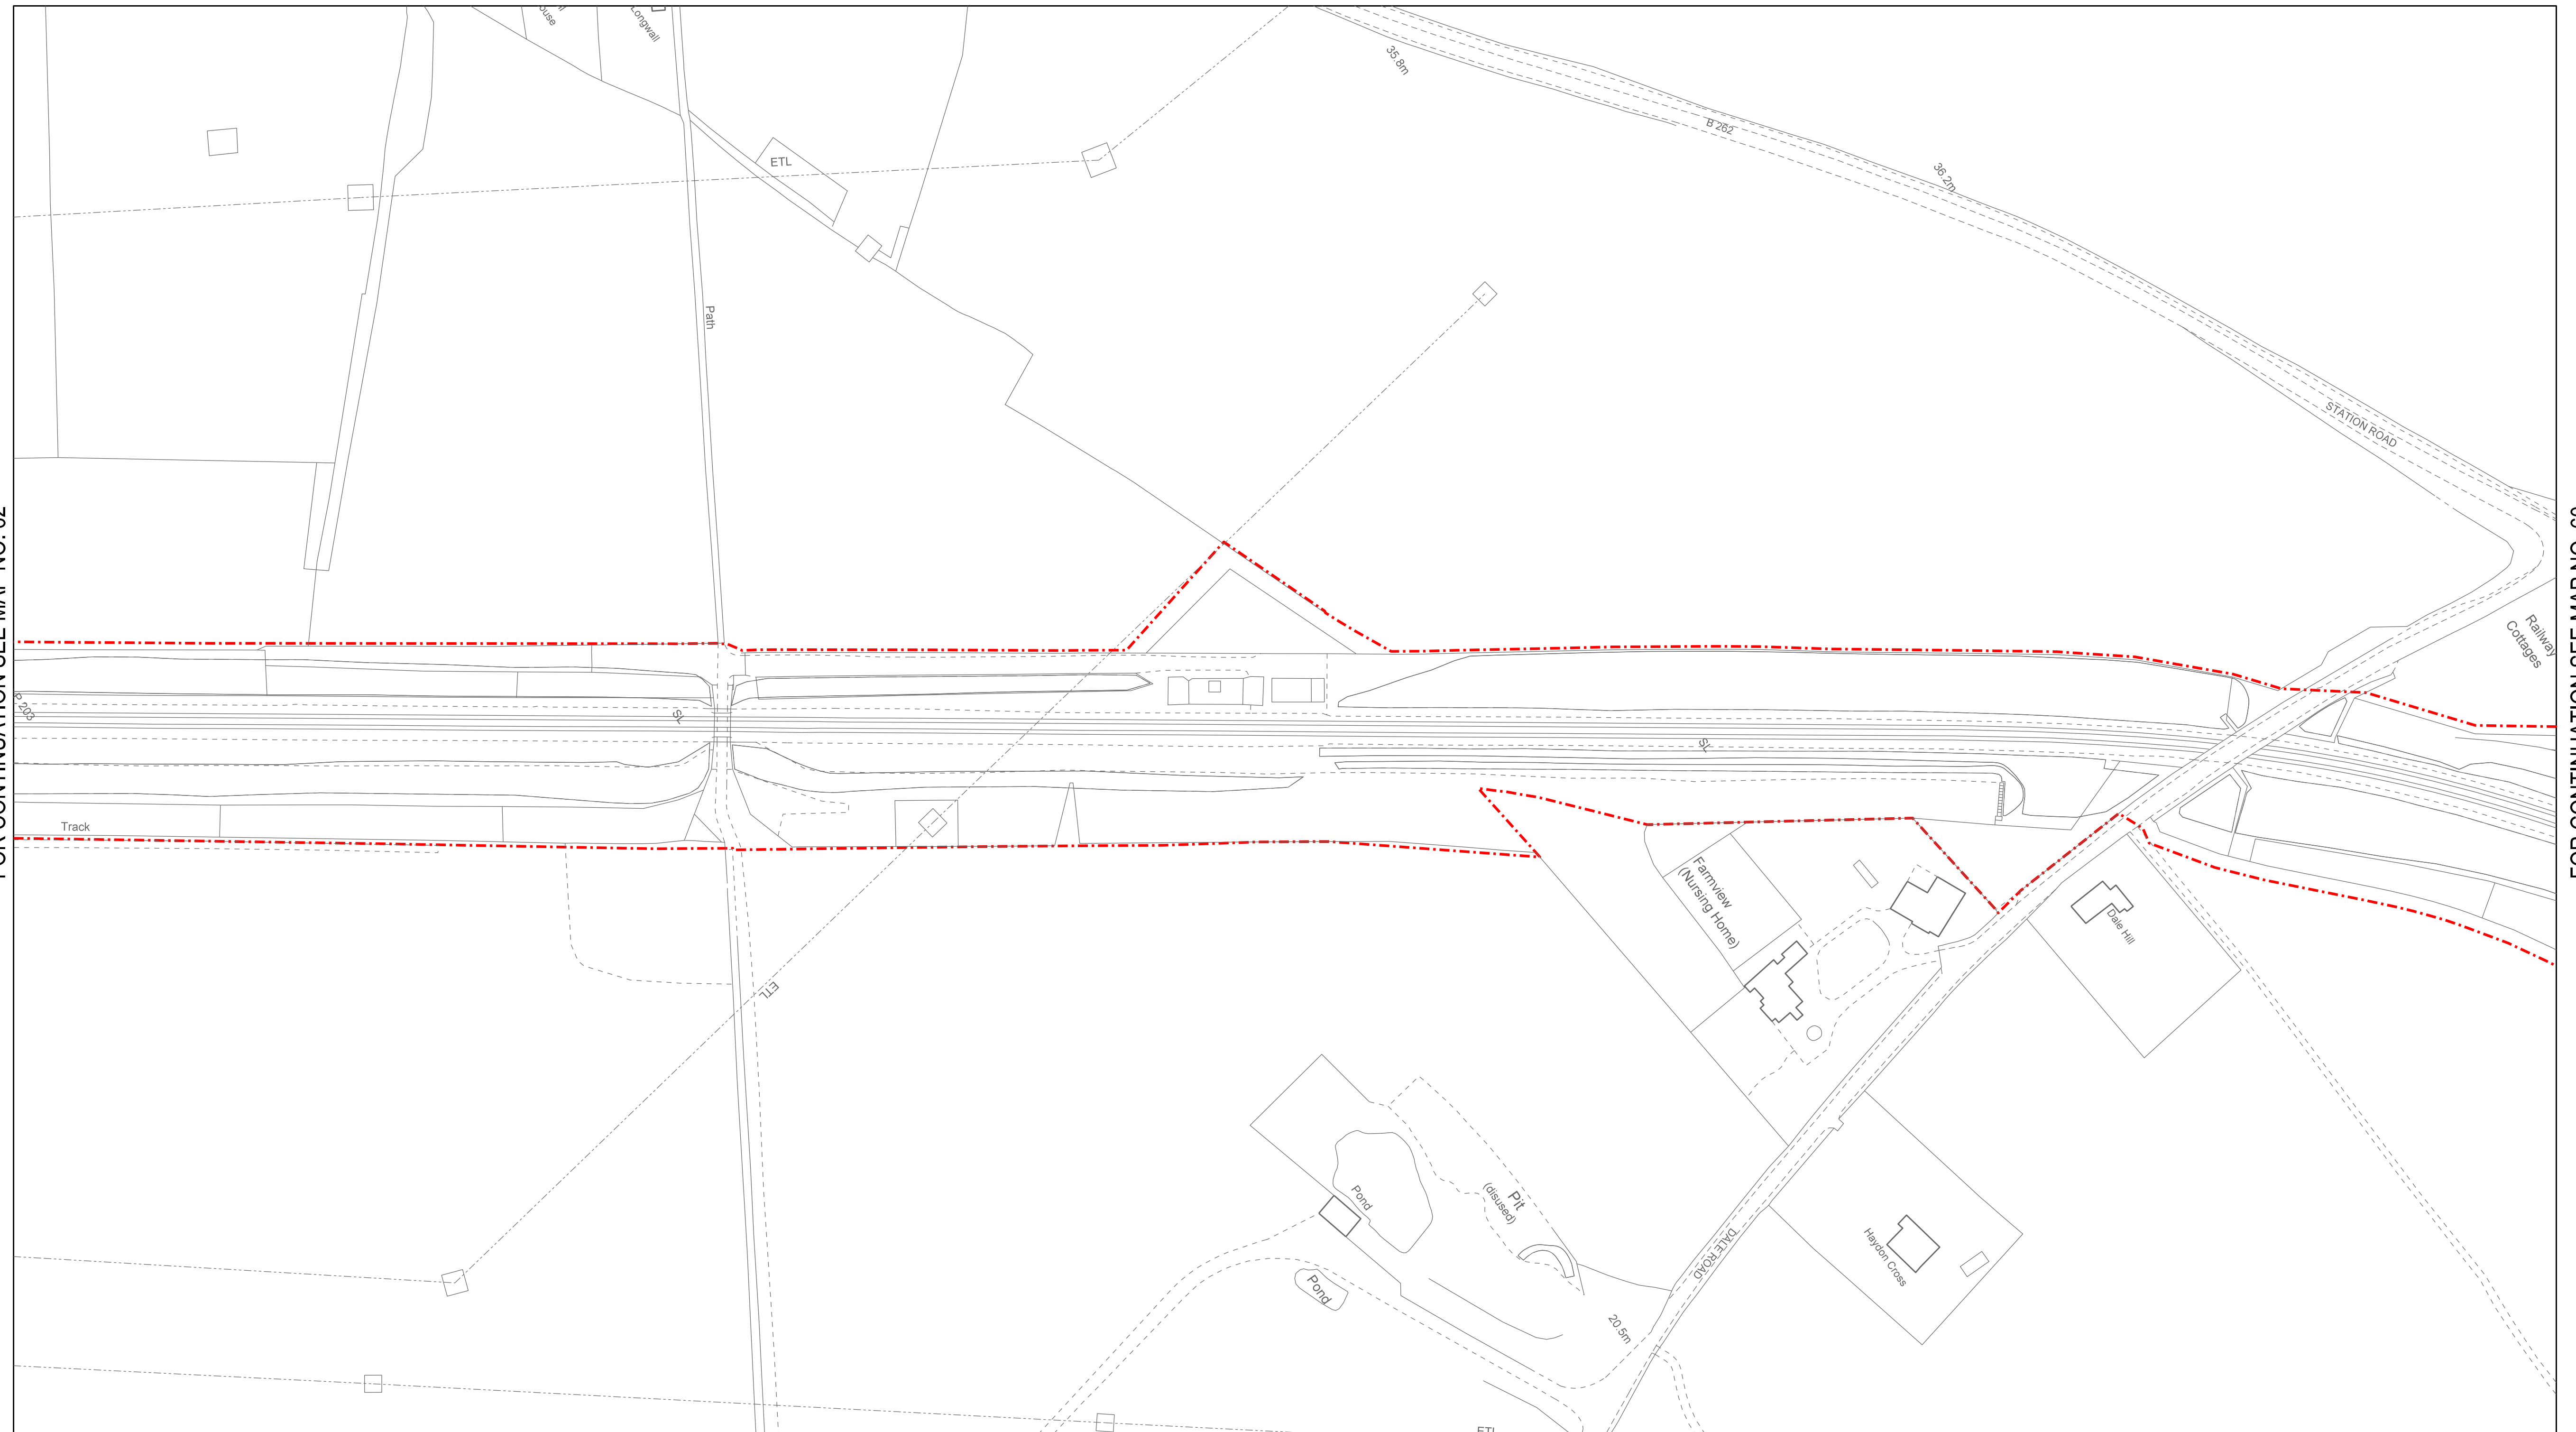 Longwall
35.8m
B 262
ETL
36.2m
Path
STATION ROAD
Railway
Cottages
SL
SL
Track
Farmview
(Nursing Home)
Dale Hill
ETL
Pond
Pit
(disused)
Pond
DALE ROAD
Haydon Cross
20.5m